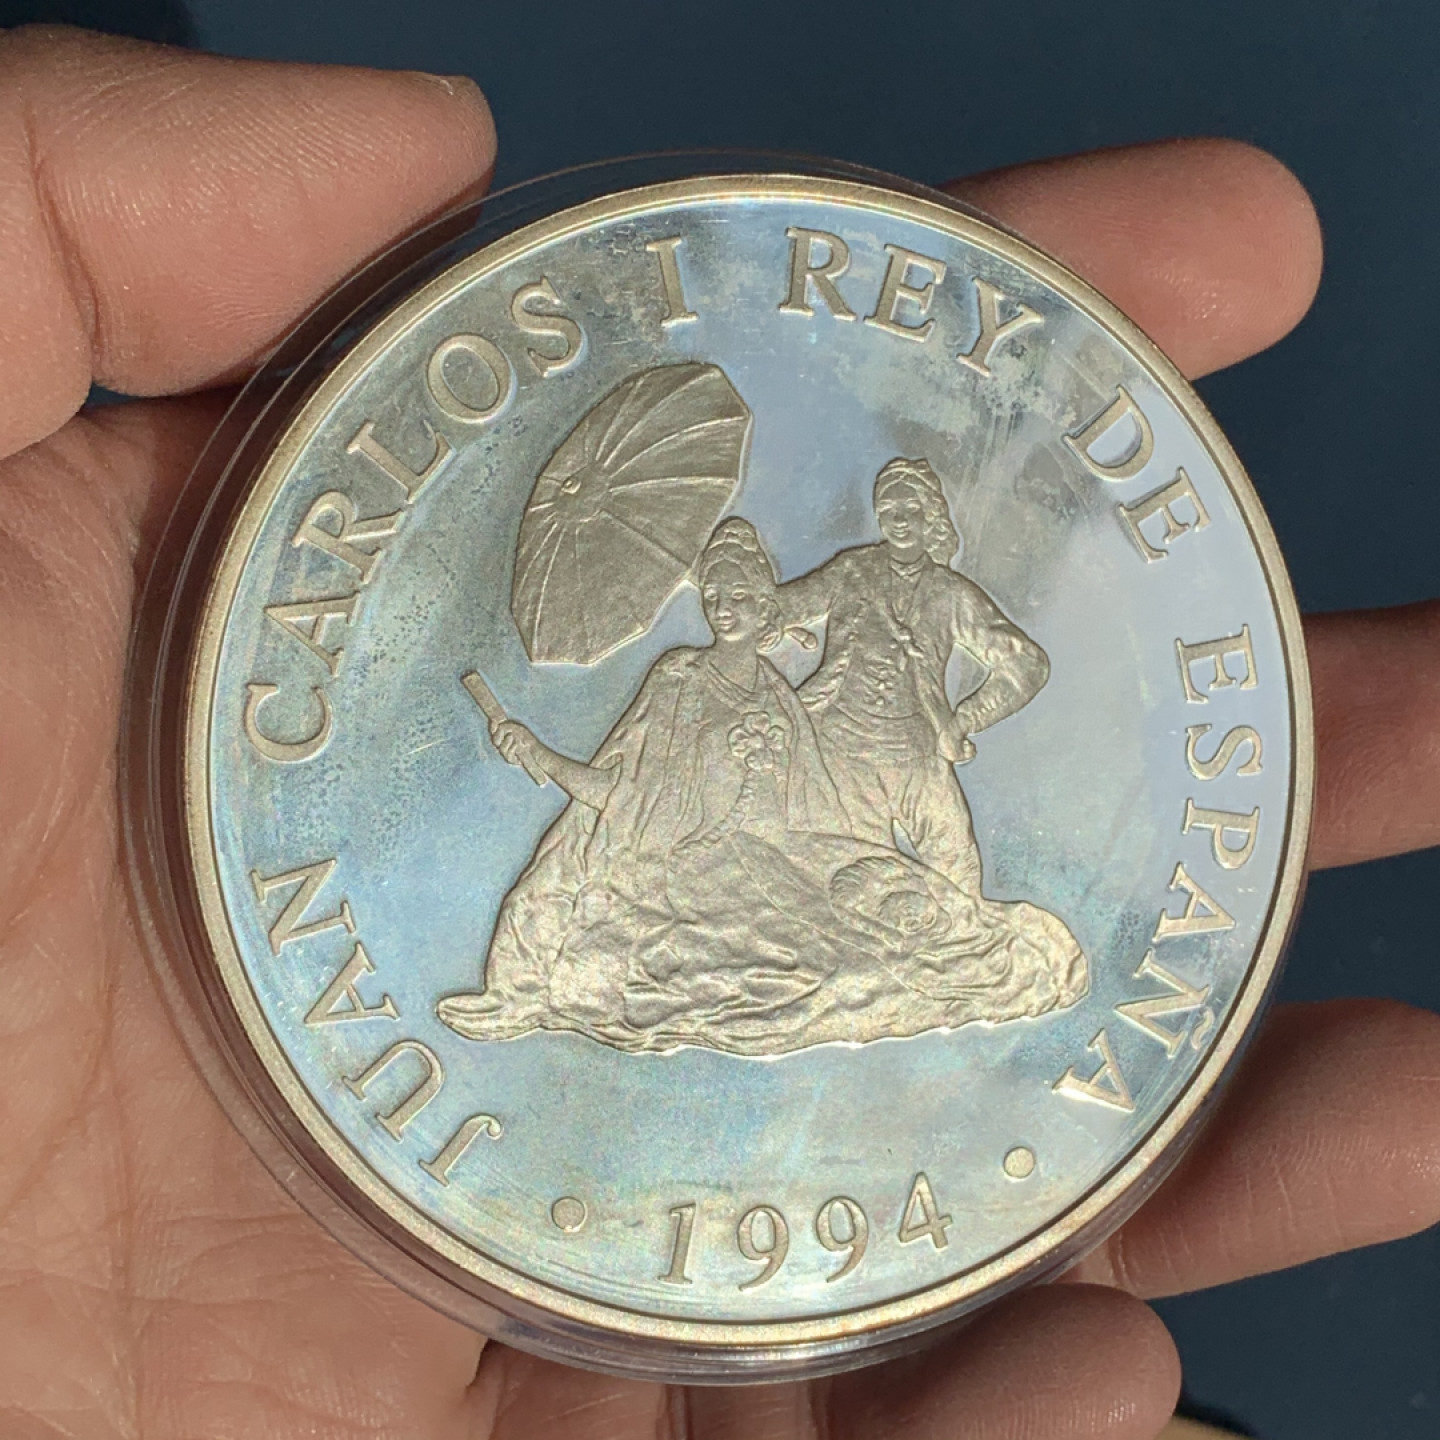 JUAN CARLOS I REY DE ESPAÑA
• 1994 •